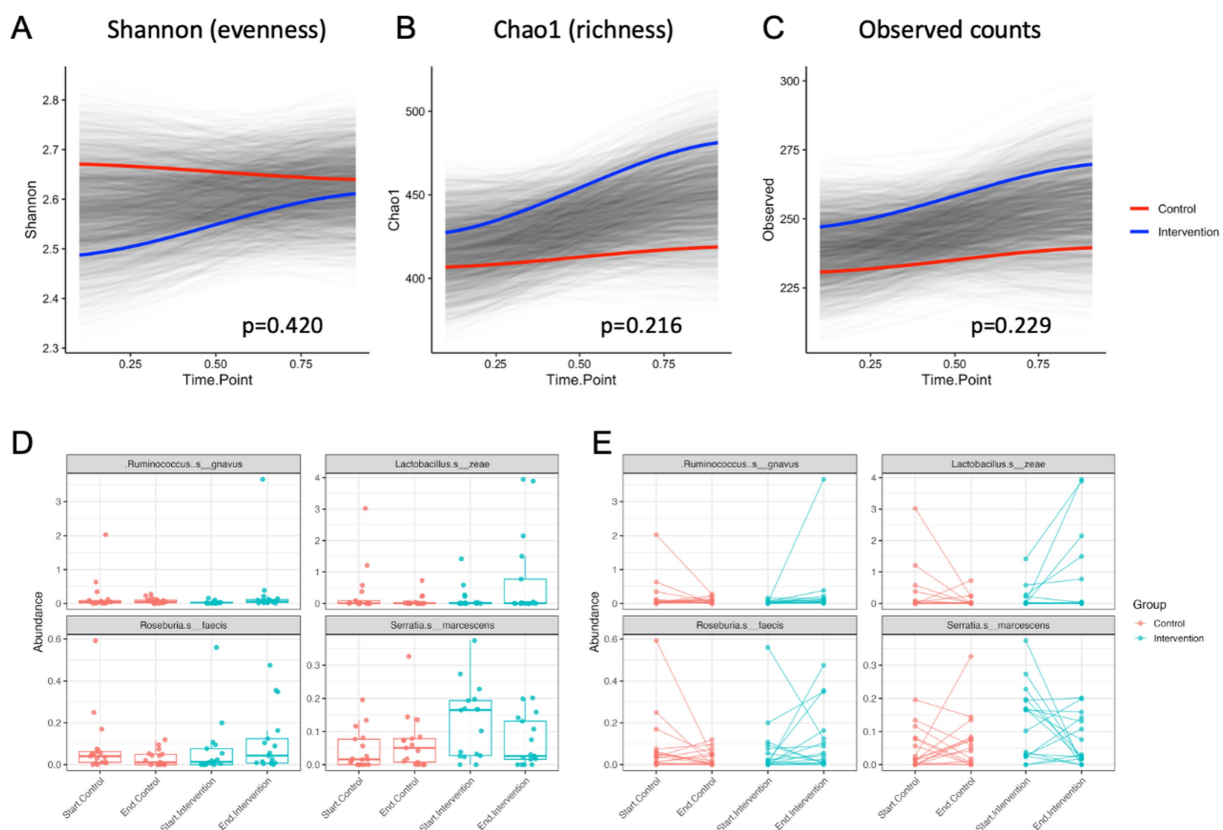 A
Shannon (evenness)
B
Chao1 (richness)
C
Observed counts
2.8
2.7
2.6
2.5
2.4
2.3
Shannon
p=0.420
0.25
0.50
0.75
Time.Point
500
450
400
Chao1
p=0.216
0.25
0.50
0.75
Time.Point
300
275
250
225
Observed
p=0.229
0.25
0.50
0.75
Time.Point
Control
Intervention
D
.Ruminococcus..s__gnavus
Lactobacillus.s__zeae
3
2
1
0
4
3
2
1
0
Roseburia.s__faecis
Serratia.s__marcescens
0.6
0.4
0.2
0.0
0.3
0.2
0.1
0.0
Abundance
Start.Control
End.Control
Start.Intervention
End.Intervention
Start.Control
End.Control
Start.Intervention
End.Intervention
E
.Ruminococcus..s__gnavus
Lactobacillus.s__zeae
3
2
1
0
4
3
2
1
0
Roseburia.s__faecis
Serratia.s__marcescens
0.6
0.4
0.2
0.0
0.3
0.2
0.1
0.0
Abundance
Start.Control
End.Control
Start.Intervention
End.Intervention
Start.Control
End.Control
Start.Intervention
End.Intervention
Group
Control
Intervention